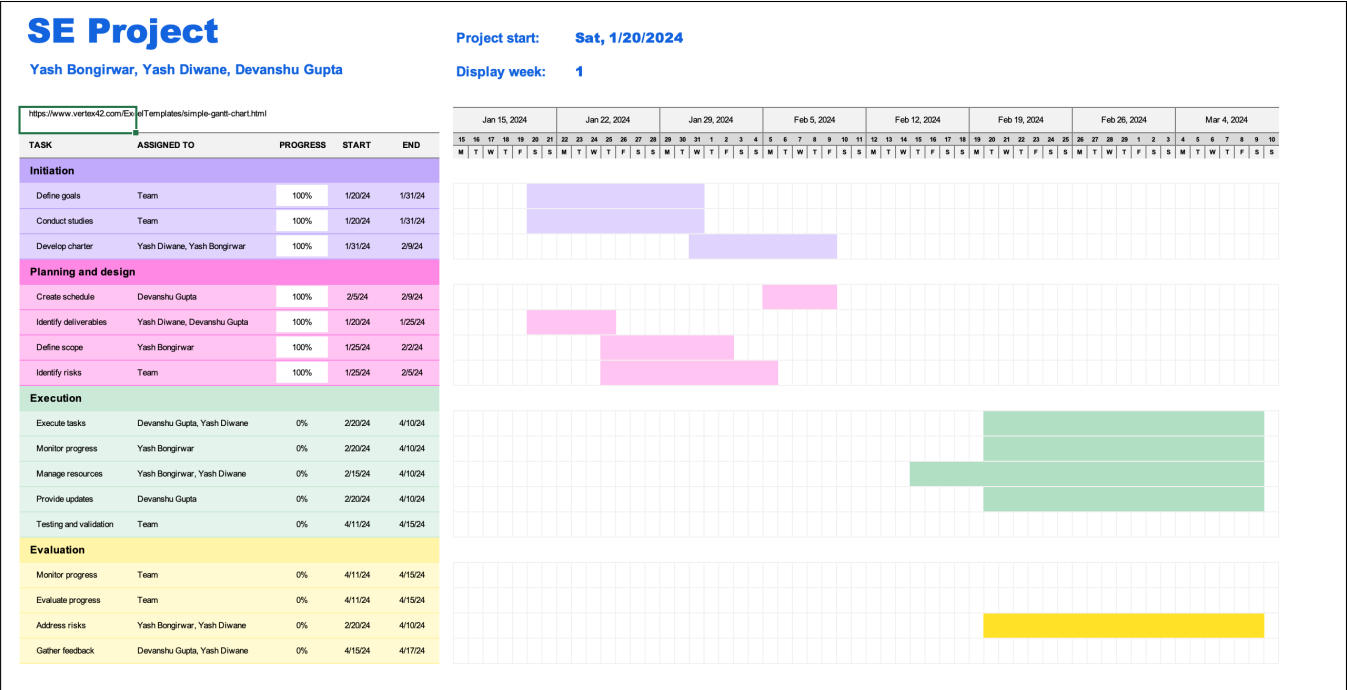 SE Project
Project start: Sat, 1/20/2024
Yash Bongirwar, Yash Diwane, Devanshu Gupta
Display week: 1
https://www.vertex42.com/ExcelTemplates/simple-gantt-chart.html
Jan 15, 2024 Jan 22, 2024 Jan 29, 2024 Feb 5, 2024 Feb 12, 2024 Feb 19, 2024 Feb 26, 2024 Mar 4, 2024
15 16 17 18 19 20 21 22 23 24 25 26 27 28 29 30 31 1 2 3 4 5 6 7 8 9 10 11 12 13 14 15 16 17 18 19 20 21 22 23 24 25 26 27 28 29 1 2 3 4 5 6 7 8 9 10
TASK ASSIGNED TO PROGRESS START END
M T W T F S S M T W T F S S M T W T F S S M T W T F S S M T W T F S S M T W T F S S M T W T F S S M T W T F S S
Initiation
Define goals Team 100% 1/20/24 1/31/24
Conduct studies Team 100% 1/20/24 1/31/24
Develop charter Yash Diwane, Yash Bongirwar 100% 1/31/24 2/9/24
Planning and design
Create schedule Devanshu Gupta 100% 2/5/24 2/9/24
Identify deliverables Yash Diwane, Devanshu Gupta 100% 1/20/24 1/25/24
Define scope Yash Bongirwar 100% 1/25/24 2/2/24
Identify risks Team 100% 1/25/24 2/5/24
Execution
Execute tasks Devanshu Gupta, Yash Diwane 0% 2/20/24 4/10/24
Monitor progress Yash Bongirwar 0% 2/20/24 4/10/24
Manage resources Yash Bongirwar, Yash Diwane 0% 2/15/24 4/10/24
Provide updates Devanshu Gupta 0% 2/20/24 4/10/24
Testing and validation Team 0% 4/11/24 4/15/24
Evaluation
Monitor progress Team 0% 4/11/24 4/15/24
Evaluate progress Team 0% 4/11/24 4/15/24
Address risks Yash Bongirwar, Yash Diwane 0% 2/20/24 4/10/24
Gather feedback Devanshu Gupta, Yash Diwane 0% 4/15/24 4/17/24